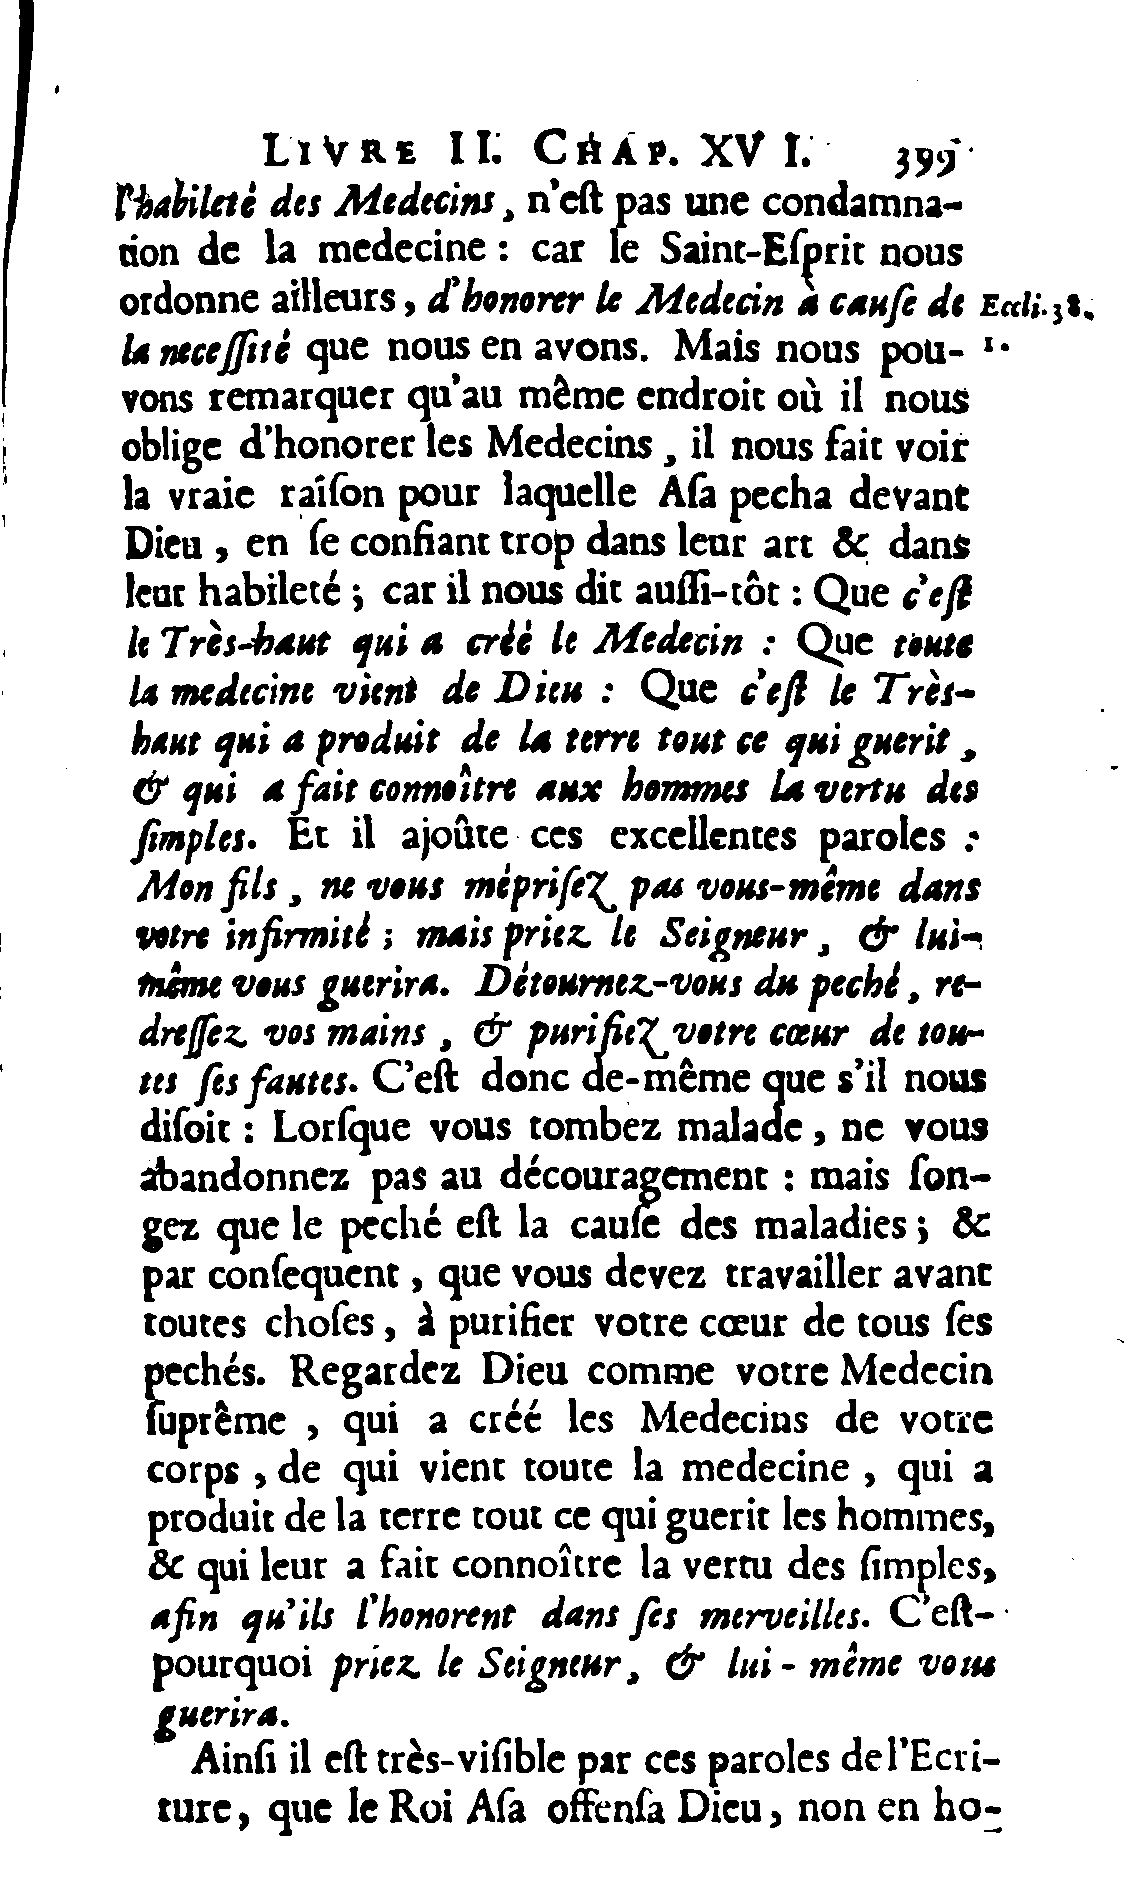 LIVRE II. CHAP. XVI. 399
l'habileté des Medecins, n'eſt pas une condamna-
tion de la medecine : car le Saint-Eſprit nous
ordonne ailleurs, d'honorer le Medecin à cauſe de Eccli. 38.
la neceſſité que nous en avons. Mais nous pou- 1.
vons remarquer qu'au même endroit où il nous
oblige d'honorer les Medecins, il nous fait voir
la vraie raiſon pour laquelle Aſa pecha devant
Dieu, en ſe confiant trop dans leur art & dans
leur habileté ; car il nous dit auſſi-tôt : Que c'eſt
le Très-haut qui a créé le Medecin : Que toute
la medecine vient de Dieu : Que c'eſt le Très-
haut qui a produit de la terre tout ce qui guerit,
& qui a fait connoître aux hommes la vertu des
ſimples. Et il ajoûte ces excellentes paroles :
Mon fils, ne vous mépriſez pas vous-même dans
votre infirmité ; mais priez le Seigneur, & lui-
même vous guerira. Détournez-vous du peché, re-
dreſſez vos mains, & purifiez votre cœur de tou-
tes ſes fautes. C'eſt donc de-même que s'il nous
diſoit : Lorſque vous tombez malade, ne vous
abandonnez pas au découragement : mais ſon-
gez que le peché eſt la cauſe des maladies ; &
par conſequent, que vous devez travailler avant
toutes choſes, à purifier votre cœur de tous ſes
pechés. Regardez Dieu comme votre Medecin
ſuprême, qui a créé les Medecins de votre
corps, de qui vient toute la medecine, qui a
produit de la terre tout ce qui guerit les hommes,
& qui leur a fait connoître la vertu des ſimples,
afin qu'ils l'honorent dans ſes merveilles. C'eſt-
pourquoi priez le Seigneur, & lui-même vous
guerira.
Ainſi il eſt très-viſible par ces paroles de l'Ecri-
ture, que le Roi Aſa offenſa Dieu, non en ho-